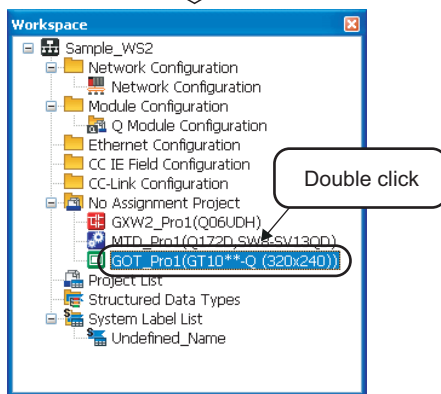 Workspace
Sample_WS2
Network Configuration
Network Configuration
Module Configuration
Q Module Configuration
Ethernet Configuration
CC IE Field Configuration
CC-Link Configuration
No Assignment Project
GXW2_Pro1(Q06UDH)
MTD_Pro1(Q172D,SW8-SV13QD)
GOT_Pro1(GT10**-Q (320x240))
Project List
Structured Data Types
System Label List
Undefined_Name
Double click